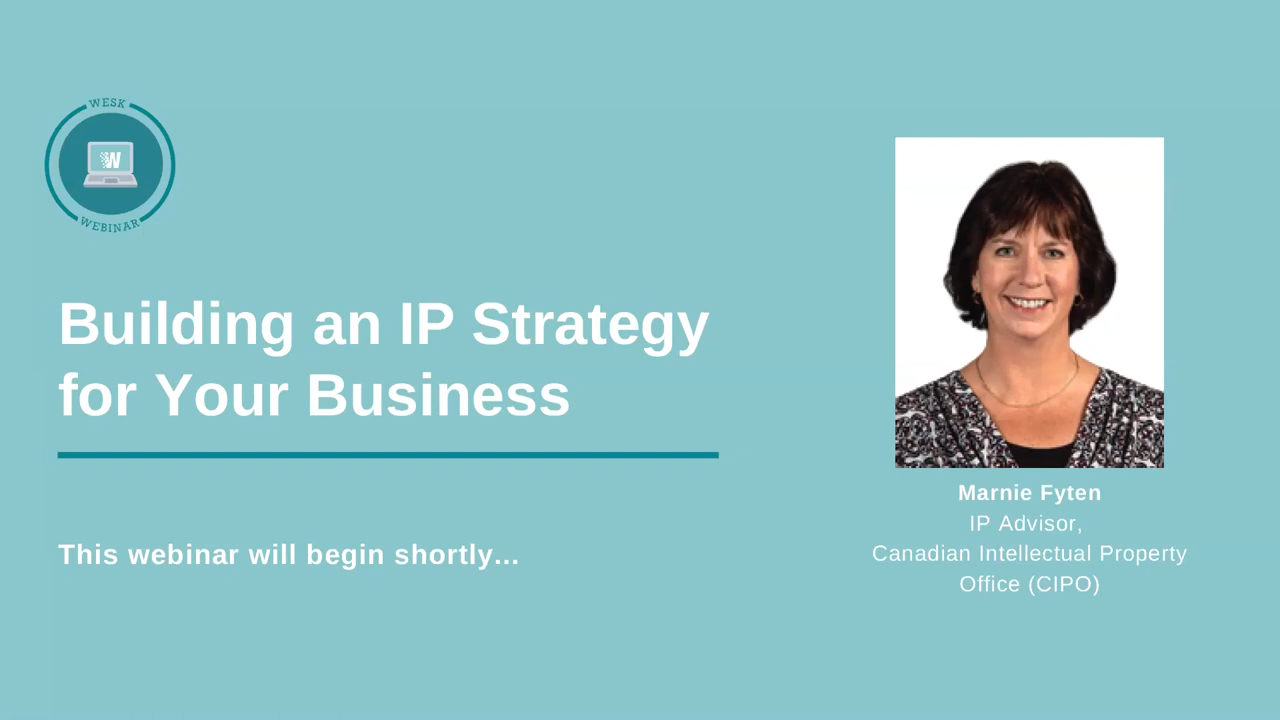 WESK
W
WEBINAR
Building an IP Strategy
for Your Business
This webinar will begin shortly...
Marnie Fyten
IP Advisor,
Canadian Intellectual Property
Office (CIPO)